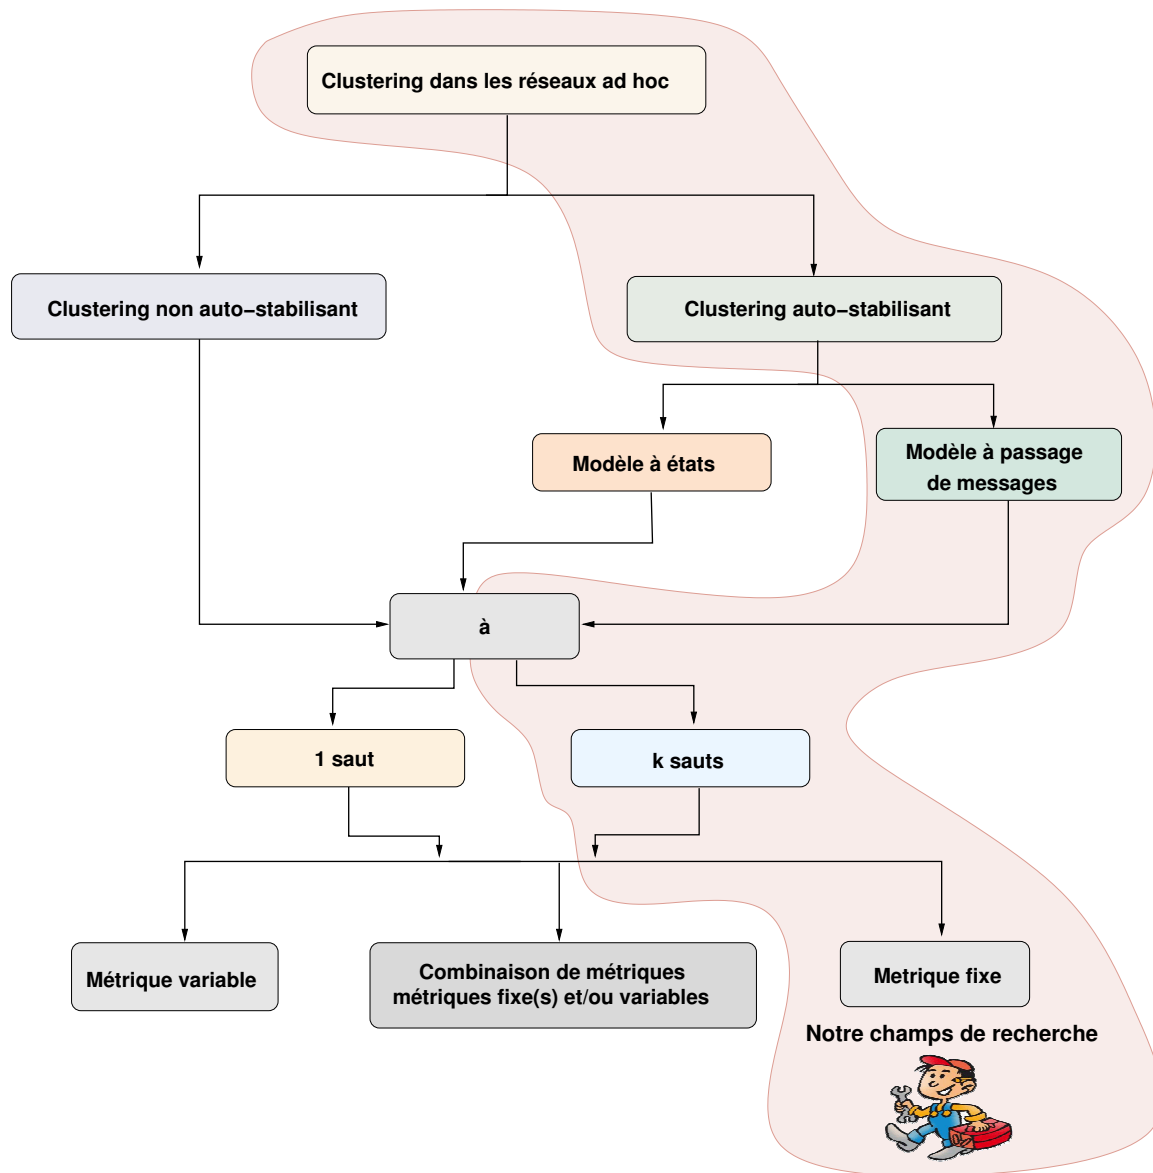 Clustering dans les réseaux ad hoc
Clustering non auto−stabilisant
Clustering auto−stabilisant
Modèle à états
Modèle à passage
de messages
à
1 saut
k sauts
Métrique variable
Combinaison de métriques
métriques fixe(s) et/ou variables
Metrique fixe
Notre champs de recherche